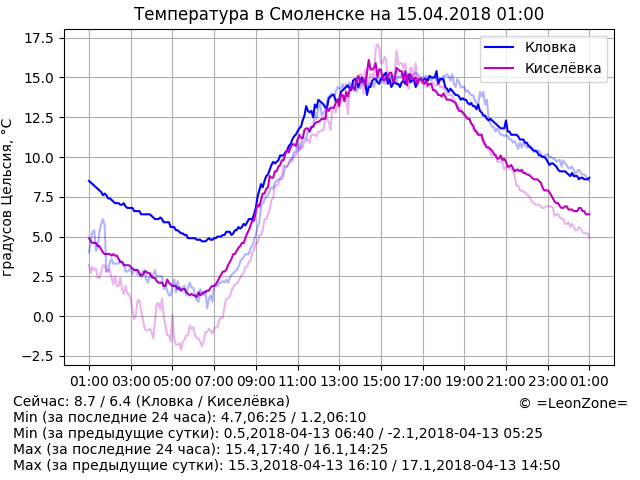 Температура в Смоленске на 15.04.2018 01:00
17.5
15.0
12.5
10.0
7.5
5.0
2.5
0.0
−2.5
градусов Цельсия, °C
Кловка
Киселёвка
01:00 03:00 05:00 07:00 09:00 11:00 13:00 15:00 17:00 19:00 21:00 23:00 01:00
Сейчас: 8.7 / 6.4 (Кловка / Киселёвка)
© =LeonZone=
Min (за последние 24 часа): 4.7,06:25 / 1.2,06:10
Min (за предыдущие сутки): 0.5,2018-04-13 06:40 / -2.1,2018-04-13 05:25
Max (за последние 24 часа): 15.4,17:40 / 16.1,14:25
Max (за предыдущие сутки): 15.3,2018-04-13 16:10 / 17.1,2018-04-13 14:50